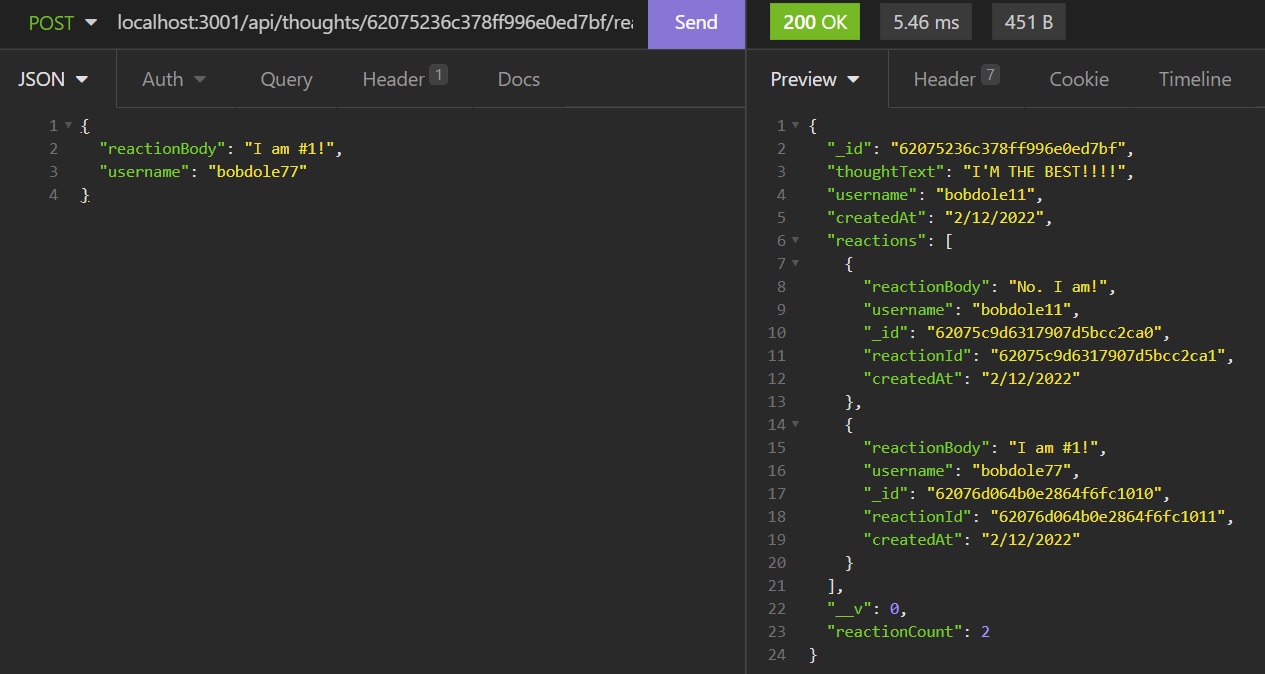 POST localhost:3001/api/thoughts/62075236c378ff996e0ed7bf/rea Send 200 OK 5.46 ms 451 B
JSON Auth Query Header 1 Docs Preview Header 7 Cookie Timeline
1 {
2 "reactionBody": "I am #1!",
3 "username": "bobdole77"
4 }
1 {
2 "_id": "62075236c378ff996e0ed7bf",
3 "thoughtText": "I'M THE BEST!!!!",
4 "username": "bobdole11",
5 "createdAt": "2/12/2022",
6 "reactions": [
7 {
8 "reactionBody": "No. I am!",
9 "username": "bobdole11",
10 "_id": "62075c9d6317907d5bcc2ca0",
11 "reactionId": "62075c9d6317907d5bcc2ca1",
12 "createdAt": "2/12/2022"
13 },
14 {
15 "reactionBody": "I am #1!",
16 "username": "bobdole77",
17 "_id": "62076d064b0e2864f6fc1010",
18 "reactionId": "62076d064b0e2864f6fc1011",
19 "createdAt": "2/12/2022"
20 }
21 ],
22 "__v": 0,
23 "reactionCount": 2
24 }